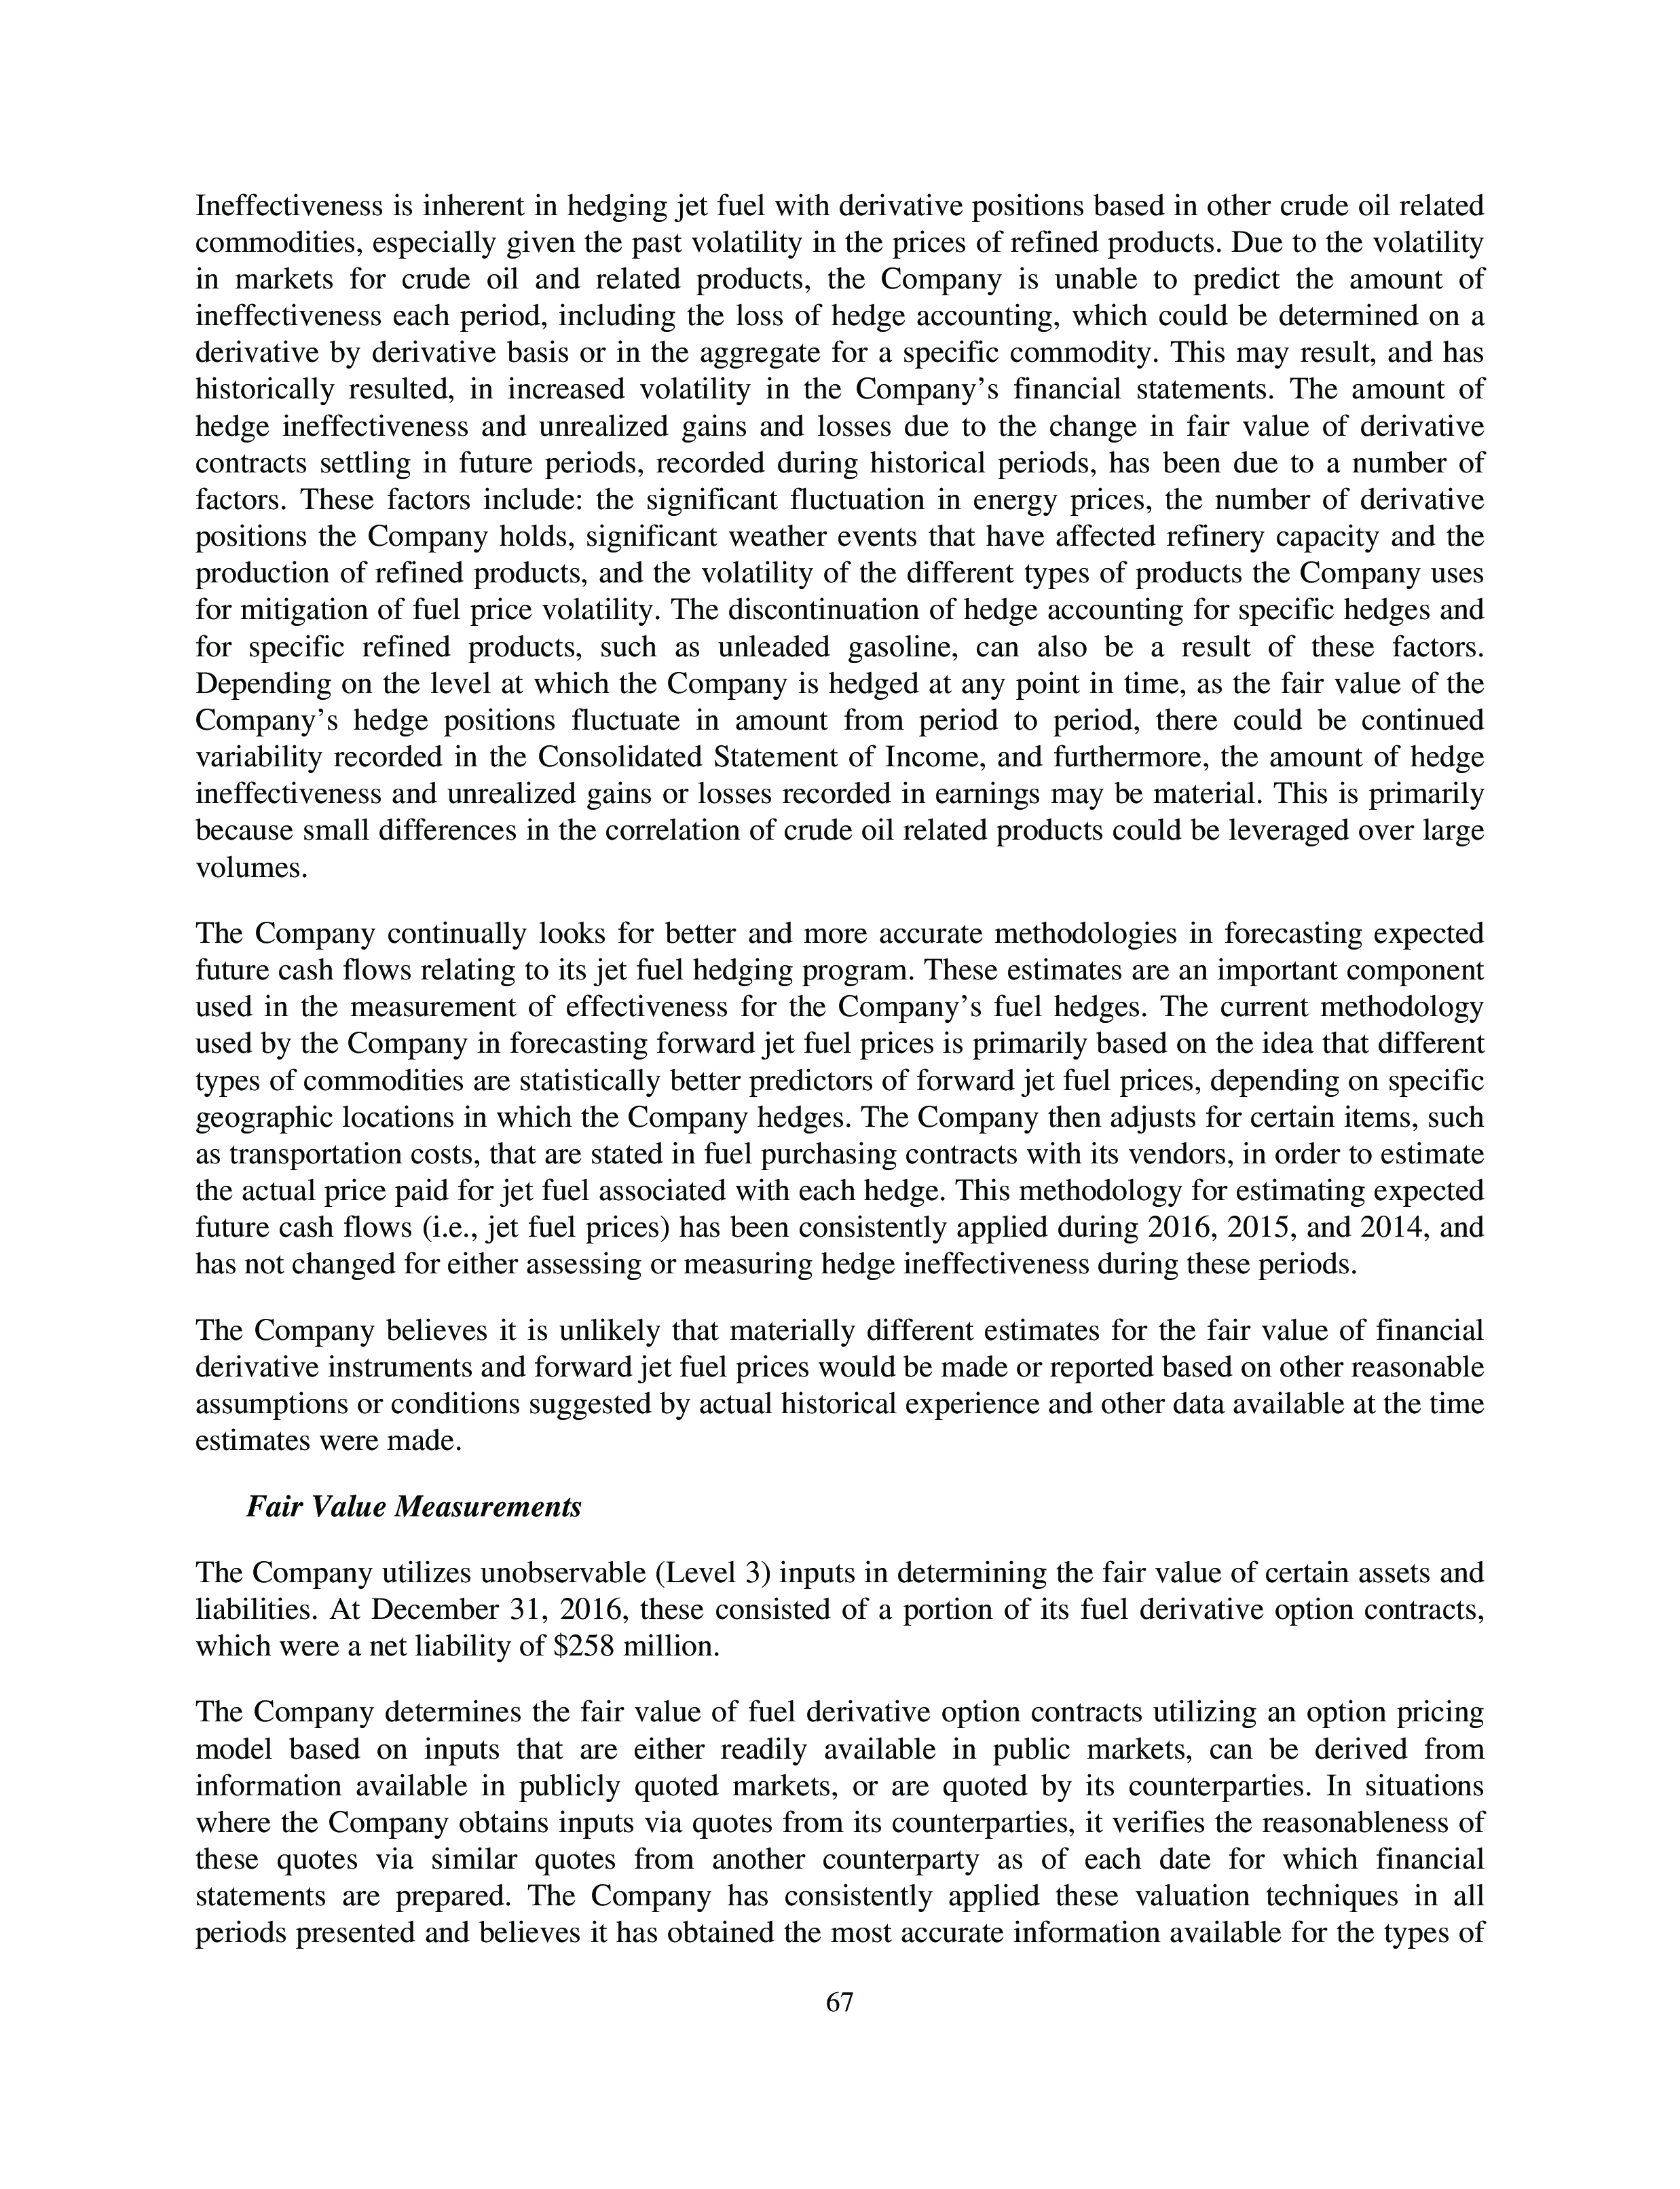 Ineffectiveness is inherent in hedging jet fuel with derivative positions based in other crude oil related
commodities, especially given the past volatility in the prices of refined products. Due to the volatility
in markets for crude oil and related products, the Company is unable to predict the amount of
ineffectiveness each period, including the loss of hedge accounting, which could be determined on a
derivative by derivative basis or in the aggregate for a specific commodity. This may result, and has
historically resulted, in increased volatility in the Company’s financial statements. The amount of
hedge ineffectiveness and unrealized gains and losses due to the change in fair value of derivative
contracts settling in future periods, recorded during historical periods, has been due to a number of
factors. These factors include: the significant fluctuation in energy prices, the number of derivative
positions the Company holds, significant weather events that have affected refinery capacity and the
production of refined products, and the volatility of the different types of products the Company uses
for mitigation of fuel price volatility. The discontinuation of hedge accounting for specific hedges and
for specific refined products, such as unleaded gasoline, can also be a result of these factors.
Depending on the level at which the Company is hedged at any point in time, as the fair value of the
Company’s hedge positions fluctuate in amount from period to period, there could be continued
variability recorded in the Consolidated Statement of Income, and furthermore, the amount of hedge
ineffectiveness and unrealized gains or losses recorded in earnings may be material. This is primarily
because small differences in the correlation of crude oil related products could be leveraged over large
volumes.
The Company continually looks for better and more accurate methodologies in forecasting expected
future cash flows relating to its jet fuel hedging program. These estimates are an important component
used in the measurement of effectiveness for the Company’s fuel hedges. The current methodology
used by the Company in forecasting forward jet fuel prices is primarily based on the idea that different
types of commodities are statistically better predictors of forward jet fuel prices, depending on specific
geographic locations in which the Company hedges. The Company then adjusts for certain items, such
as transportation costs, that are stated in fuel purchasing contracts with its vendors, in order to estimate
the actual price paid for jet fuel associated with each hedge. This methodology for estimating expected
future cash flows (i.e., jet fuel prices) has been consistently applied during 2016, 2015, and 2014, and
has not changed for either assessing or measuring hedge ineffectiveness during these periods.
The Company believes it is unlikely that materially different estimates for the fair value of financial
derivative instruments and forward jet fuel prices would be made or reported based on other reasonable
assumptions or conditions suggested by actual historical experience and other data available at the time
estimates were made.
Fair Value Measurements
The Company utilizes unobservable (Level 3) inputs in determining the fair value of certain assets and
liabilities. At December 31, 2016, these consisted of a portion of its fuel derivative option contracts,
which were a net liability of $258 million.
The Company determines the fair value of fuel derivative option contracts utilizing an option pricing
model based on inputs that are either readily available in public markets, can be derived from
information available in publicly quoted markets, or are quoted by its counterparties. In situations
where the Company obtains inputs via quotes from its counterparties, it verifies the reasonableness of
these quotes via similar quotes from another counterparty as of each date for which financial
statements are prepared. The Company has consistently applied these valuation techniques in all
periods presented and believes it has obtained the most accurate information available for the types of
67